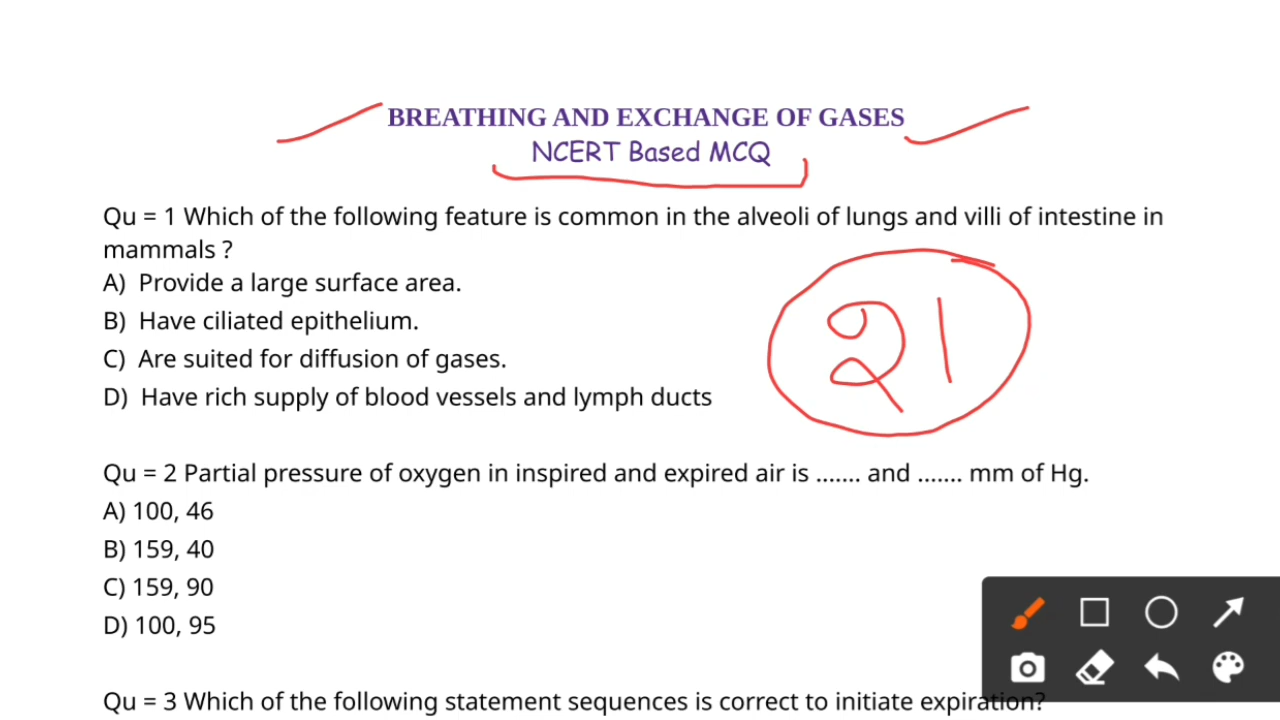 BREATHING AND EXCHANGE OF GASES
NCERT Based MCQ
Qu = 1 Which of the following feature is common in the alveoli of lungs and villi of intestine in
mammals ?
A) Provide a large surface area.
B) Have ciliated epithelium.
C) Are suited for diffusion of gases.
D) Have rich supply of blood vessels and lymph ducts
21
Qu = 2 Partial pressure of oxygen in inspired and expired air is ....... and ....... mm of Hg.
A) 100, 46
B) 159, 40
C) 159, 90
D) 100, 95
Qu = 3 Which of the following statement sequences is correct to initiate expiration?